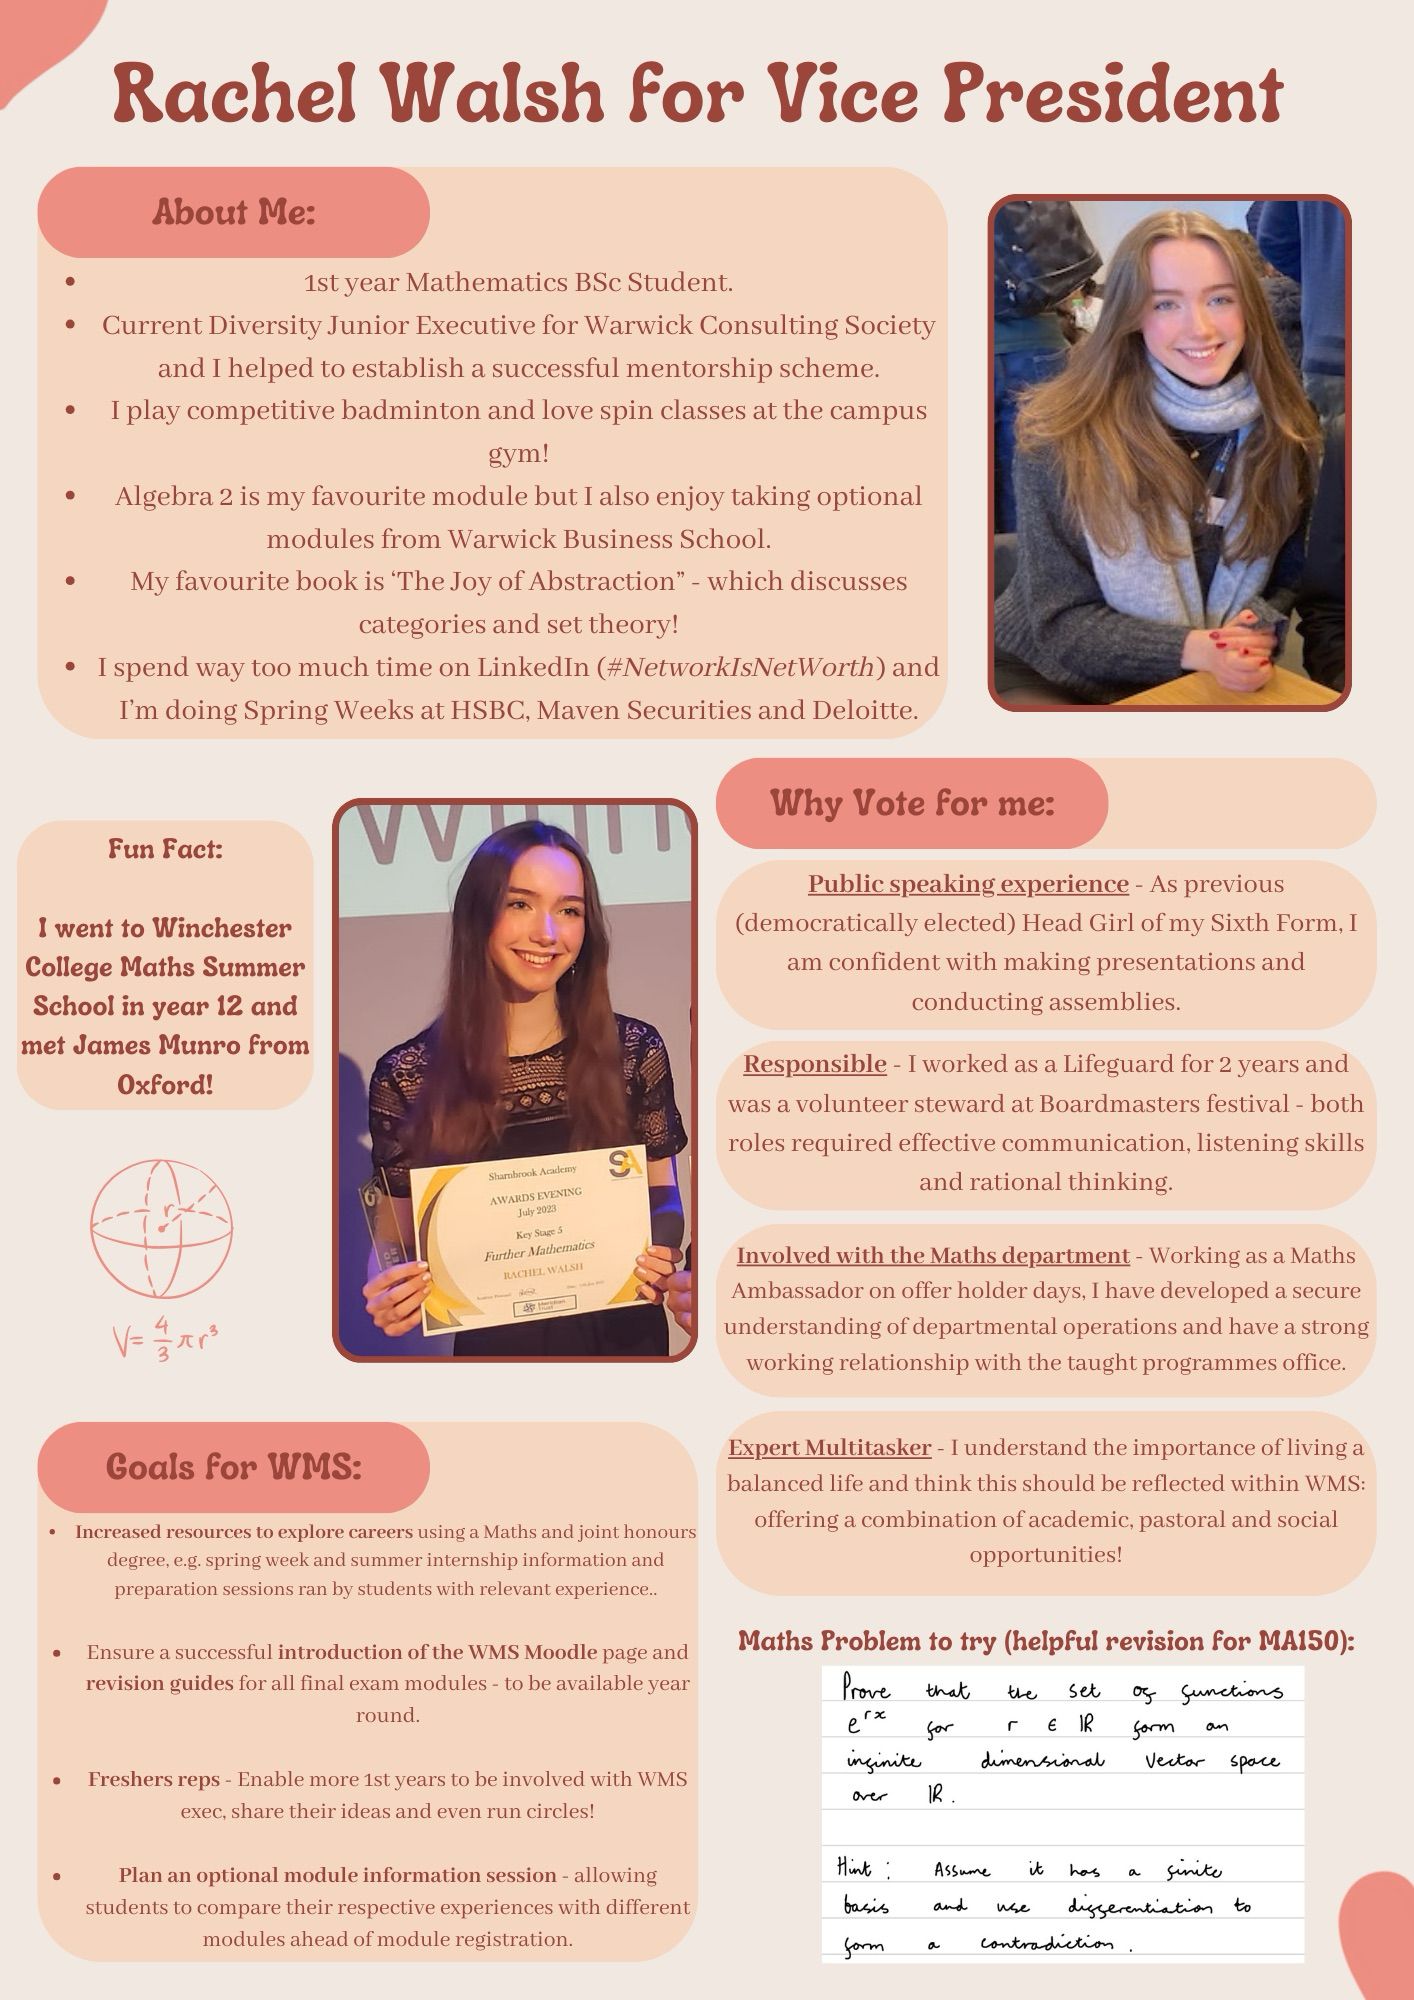 Rachel Walsh for Vice President
About Me:
• 1st year Mathematics BSc Student.
• Current Diversity Junior Executive for Warwick Consulting Society
and I helped to establish a successful mentorship scheme.
• I play competitive badminton and love spin classes at the campus
gym!
• Algebra 2 is my favourite module but I also enjoy taking optional
modules from Warwick Business School.
• My favourite book is ‘The Joy of Abstraction” - which discusses
categories and set theory!
• I spend way too much time on LinkedIn (#NetworkIsNetWorth) and
I’m doing Spring Weeks at HSBC, Maven Securities and Deloitte.
Fun Fact:
I went to Winchester
College Maths Summer
School in year 12 and
met James Munro from
Oxford!
r
V= 4/3 πr³
SA
Sharnbrook Academy
AWARDS EVENING
July 2023
Key Stage 5
Further Mathematics
RACHEL WALSH
Meridian
Trust
Why Vote for me:
Public speaking experience - As previous
(democratically elected) Head Girl of my Sixth Form, I
am confident with making presentations and
conducting assemblies.
Responsible - I worked as a Lifeguard for 2 years and
was a volunteer steward at Boardmasters festival - both
roles required effective communication, listening skills
and rational thinking.
Involved with the Maths department - Working as a Maths
Ambassador on offer holder days, I have developed a secure
understanding of departmental operations and have a strong
working relationship with the taught programmes office.
Expert Multitasker - I understand the importance of living a
balanced life and think this should be reflected within WMS:
offering a combination of academic, pastoral and social
opportunities!
Goals for WMS:
• Increased resources to explore careers using a Maths and joint honours
degree, e.g. spring week and summer internship information and
preparation sessions ran by students with relevant experience..
• Ensure a successful introduction of the WMS Moodle page and
revision guides for all final exam modules - to be available year
round.
• Freshers reps - Enable more 1st years to be involved with WMS
exec, share their ideas and even run circles!
• Plan an optional module information session - allowing
students to compare their respective experiences with different
modules ahead of module registration.
Maths Problem to try (helpful revision for MA150):
Prove that the set of functions
e^rx for r ∈ ℝ form an
infinite dimensional vector space
over ℝ.
Hint: Assume it has a finite
basis and use differentiation to
form a contradiction.